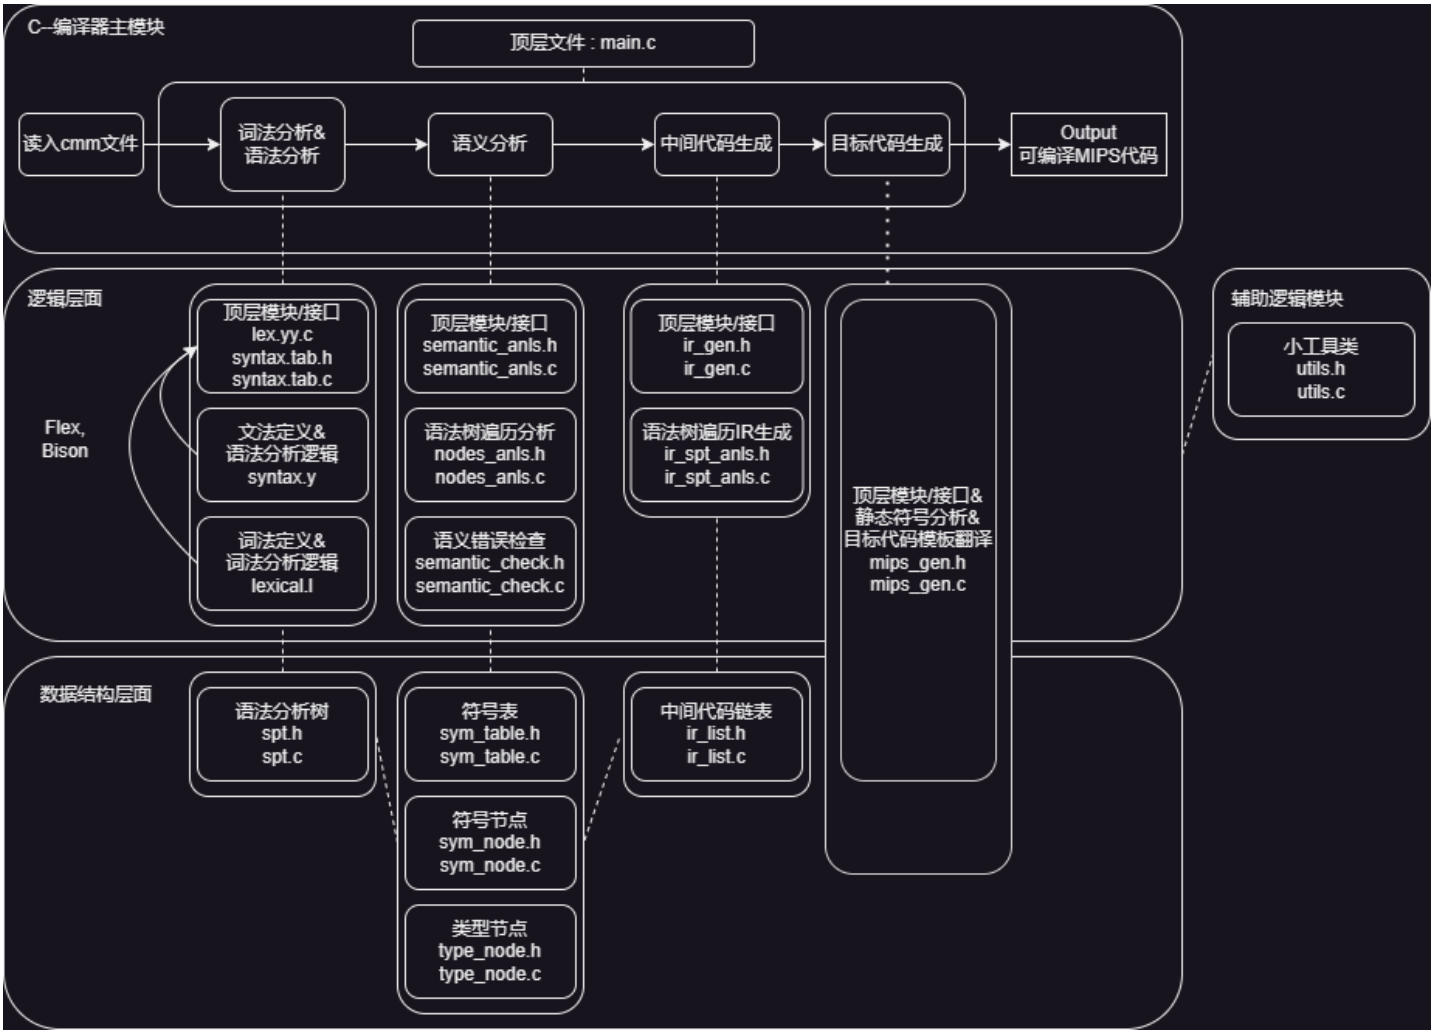 C--编译器主模块
顶层文件 : main.c
读入cmm文件
词法分析&
语法分析
语义分析
中间代码生成
目标代码生成
Output
可编译MIPS代码
逻辑层面
Flex,
Bison
顶层模块/接口
lex.yy.c
syntax.tab.h
syntax.tab.c
文法定义&
语法分析逻辑
syntax.y
词法定义&
词法分析逻辑
lexical.l
顶层模块/接口
semantic_anls.h
semantic_anls.c
语法树遍历分析
nodes_anls.h
nodes_anls.c
语义错误检查
semantic_check.h
semantic_check.c
顶层模块/接口
ir_gen.h
ir_gen.c
语法树遍历IR生成
ir_spt_anls.h
ir_spt_anls.c
顶层模块/接口&
静态符号分析&
目标代码模板翻译
mips_gen.h
mips_gen.c
辅助逻辑模块
小工具类
utils.h
utils.c
数据结构层面
语法分析树
spt.h
spt.c
符号表
sym_table.h
sym_table.c
符号节点
sym_node.h
sym_node.c
类型节点
type_node.h
type_node.c
中间代码链表
ir_list.h
ir_list.c